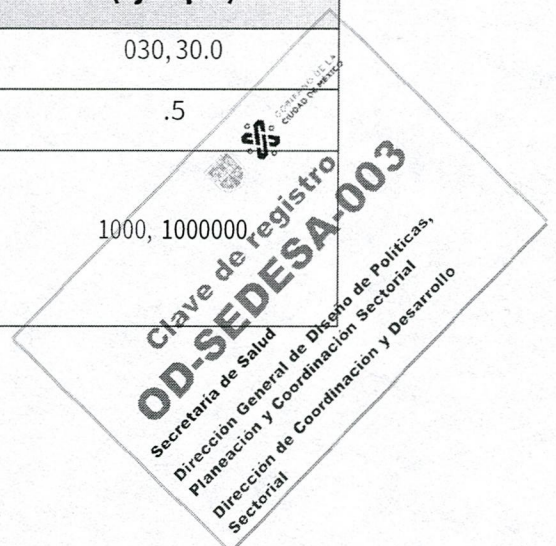 030,30.0
.5
1000, 1000000,
GOBIERNO DE LA
CIUDAD DE MÉXICO
Clave de registro
OD-SEDESA-003
Secretaría de Salud
Dirección General de Diseño de Políticas,
Planeación y Coordinación Sectorial
Dirección de Coordinación y Desarrollo
Sectorial